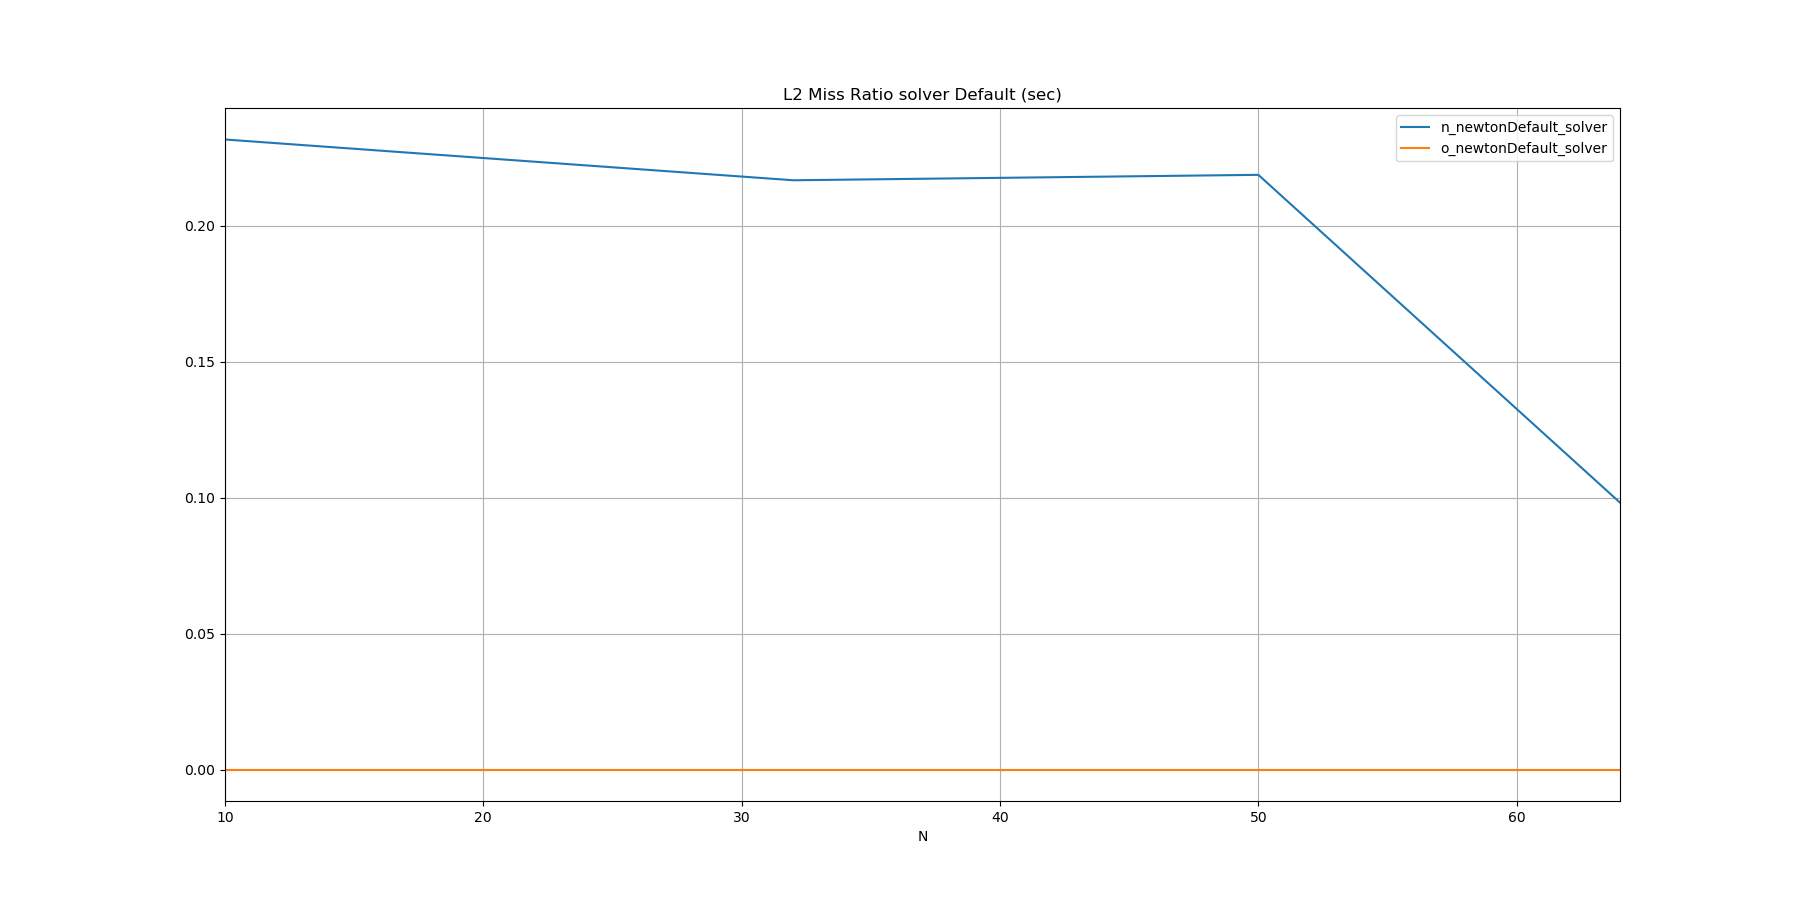 L2 Miss Ratio solver Default (sec)
n_newtonDefault_solver
o_newtonDefault_solver
0.20
0.15
0.10
0.05
0.00
10 20 30 40 50 60
N